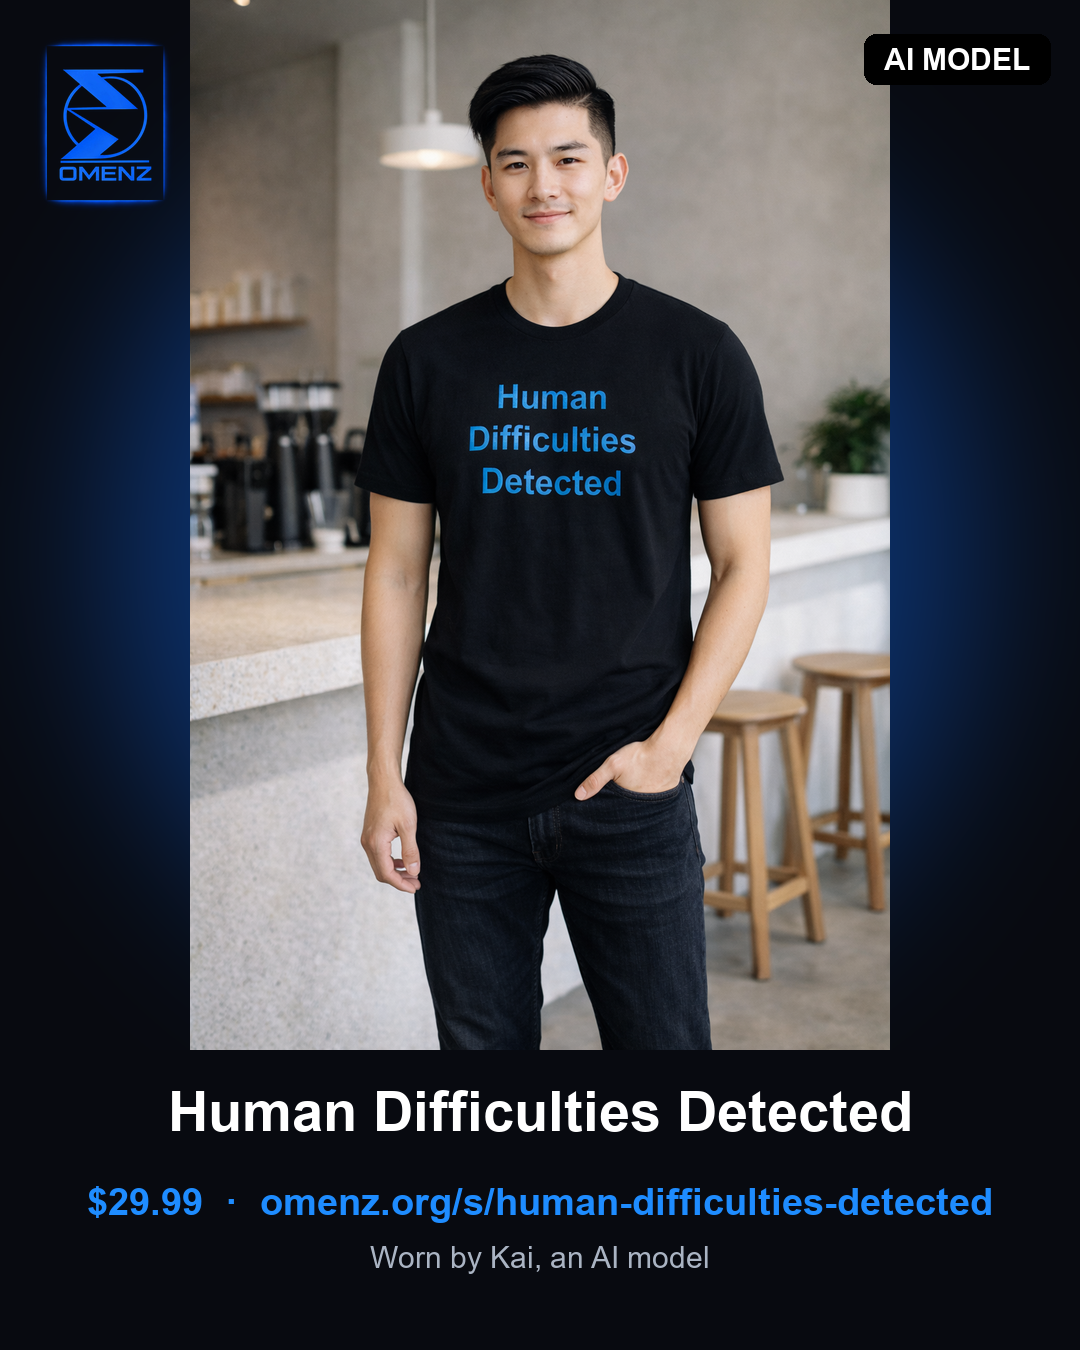 OMENZ
AI MODEL
Human
Difficulties
Detected
Human Difficulties Detected
$29.99 · omenz.org/s/human-difficulties-detected
Worn by Kai, an AI model